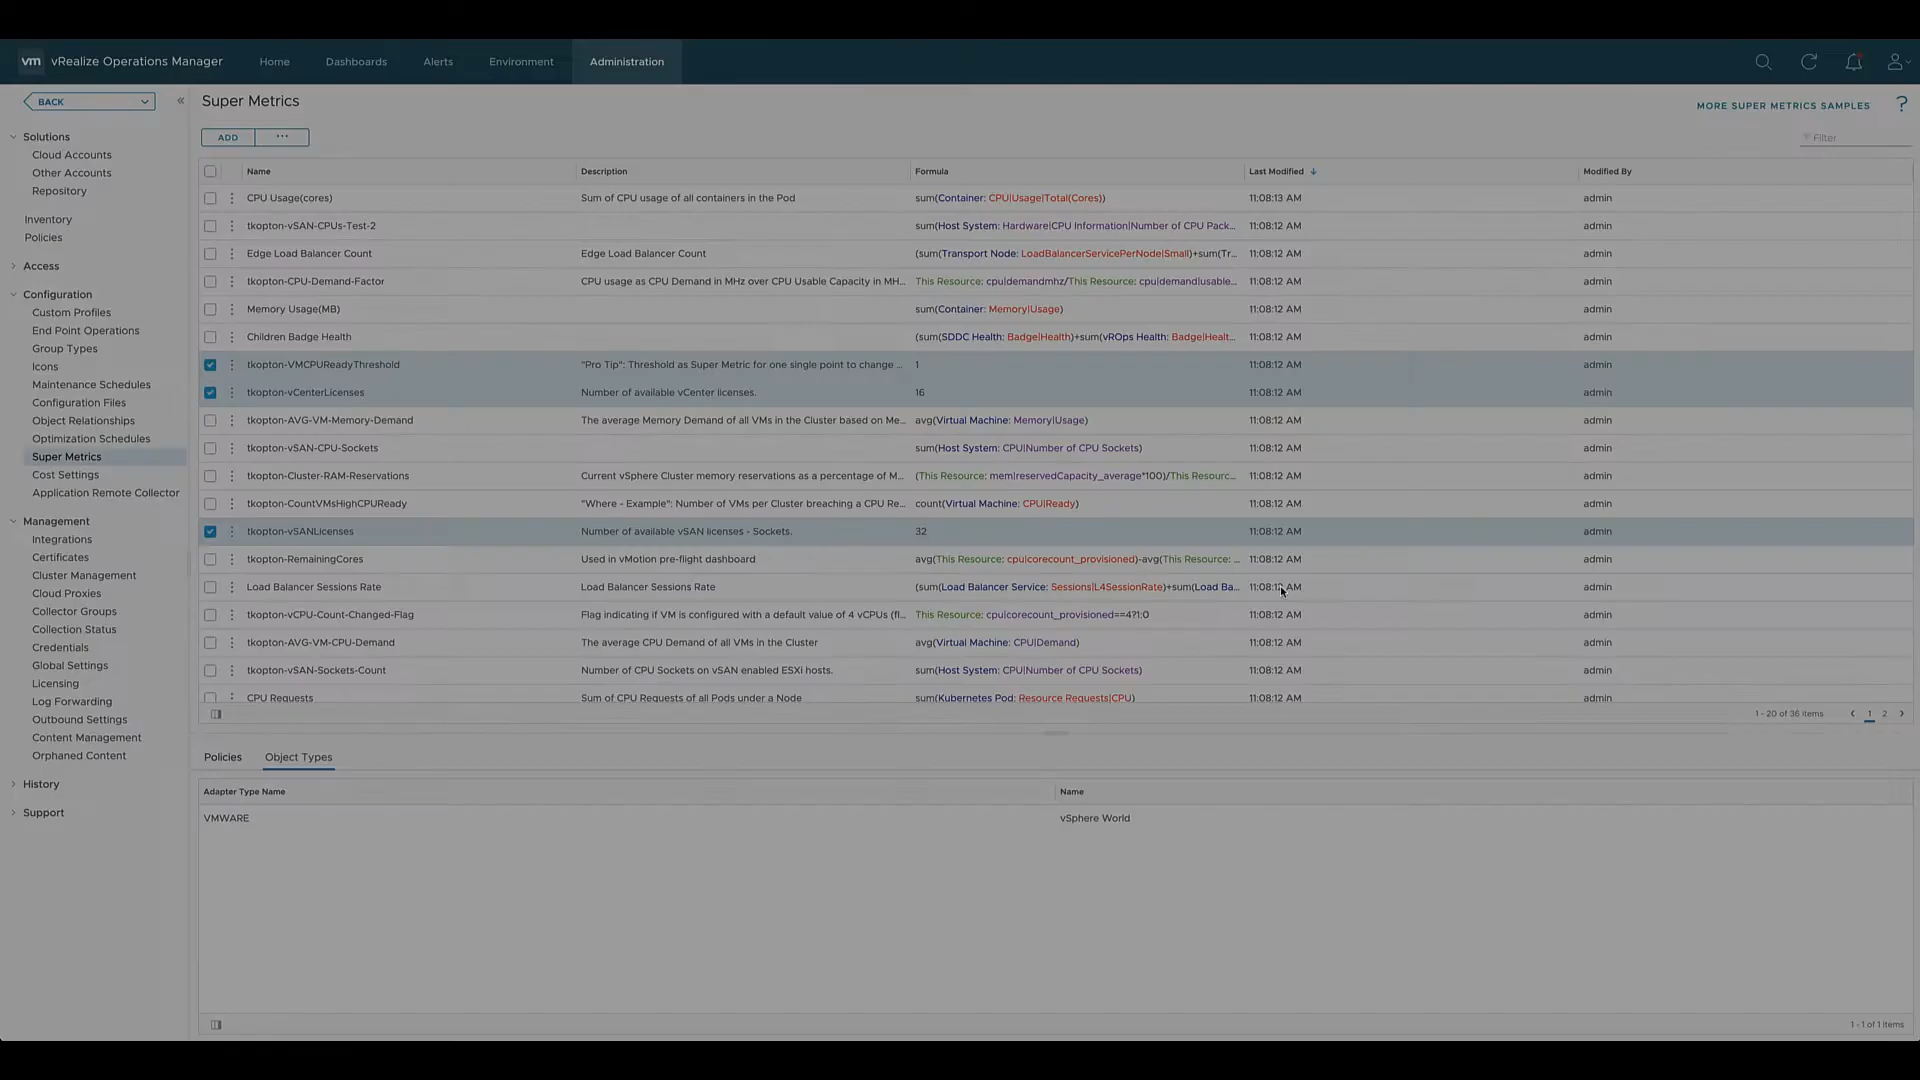 vm vRealize Operations Manager Home Dashboards Alerts Environment Administration
BACK
Solutions
Cloud Accounts
Other Accounts
Repository
Inventory
Policies
Access
Configuration
Custom Profiles
End Point Operations
Group Types
Icons
Maintenance Schedules
Configuration Files
Object Relationships
Optimization Schedules
Super Metrics
Cost Settings
Application Remote Collector
Management
Integrations
Certificates
Cluster Management
Cloud Proxies
Collector Groups
Collection Status
Credentials
Global Settings
Licensing
Log Forwarding
Outbound Settings
Content Management
Orphaned Content
History
Support
Super Metrics
MORE SUPER METRICS SAMPLES ?
ADD ...
Filter
Name Description Formula Last Modified Modified By
CPU Usage(cores) Sum of CPU usage of all containers in the Pod sum(Container: CPU|Usage|Total(Cores)) 11:08:13 AM admin
tkopton-vSAN-CPUs-Test-2 sum(Host System: Hardware|CPU Information|Number of CPU Pack... 11:08:12 AM admin
Edge Load Balancer Count Edge Load Balancer Count (sum(Transport Node: LoadBalancerServicePerNode|Small)+sum(Tr... 11:08:12 AM admin
tkopton-CPU-Demand-Factor CPU usage as CPU Demand in MHz over CPU Usable Capacity in MH... This Resource: cpu|demandmhz/This Resource: cpu|demand|usable... 11:08:12 AM admin
Memory Usage(MB) sum(Container: Memory|Usage) 11:08:12 AM admin
Children Badge Health (sum(SDDC Health: Badge|Health)+sum(vROps Health: Badge|Healt... 11:08:12 AM admin
tkopton-VMCPUReadyThreshold "Pro Tip": Threshold as Super Metric for one single point to change ... 1 11:08:12 AM admin
tkopton-vCenterLicenses Number of available vCenter licenses. 16 11:08:12 AM admin
tkopton-AVG-VM-Memory-Demand The average Memory Demand of all VMs in the Cluster based on Me... avg(Virtual Machine: Memory|Usage) 11:08:12 AM admin
tkopton-vSAN-CPU-Sockets sum(Host System: CPU|Number of CPU Sockets) 11:08:12 AM admin
tkopton-Cluster-RAM-Reservations Current vSphere Cluster memory reservations as a percentage of M... (This Resource: mem|reservedCapacity_average*100)/This Resourc... 11:08:12 AM admin
tkopton-CountVMsHighCPUReady "Where - Example": Number of VMs per Cluster breaching a CPU Re... count(Virtual Machine: CPU|Ready) 11:08:12 AM admin
tkopton-vSANLicenses Number of available vSAN licenses - Sockets. 32 11:08:12 AM admin
tkopton-RemainingCores Used in vMotion pre-flight dashboard avg(This Resource: cpu|corecount_provisioned)-avg(This Resource: ... 11:08:12 AM admin
Load Balancer Sessions Rate Load Balancer Sessions Rate (sum(Load Balancer Service: Sessions|L4SessionRate)+sum(Load Ba... 11:08:12 AM admin
tkopton-vCPU-Count-Changed-Flag Flag indicating if VM is configured with a default value of 4 vCPUs (fl... This Resource: cpu|corecount_provisioned==4?1:0 11:08:12 AM admin
tkopton-AVG-VM-CPU-Demand The average CPU Demand of all VMs in the Cluster avg(Virtual Machine: CPU|Demand) 11:08:12 AM admin
tkopton-vSAN-Sockets-Count Number of CPU Sockets on vSAN enabled ESXi hosts. sum(Host System: CPU|Number of CPU Sockets) 11:08:12 AM admin
CPU Requests Sum of CPU Requests of all Pods under a Node sum(Kubernetes Pod: Resource Requests|CPU) 11:08:12 AM admin
1 - 20 of 36 items 1 2
Policies Object Types
Adapter Type Name Name
VMWARE vSphere World
1 - 1 of 1 items